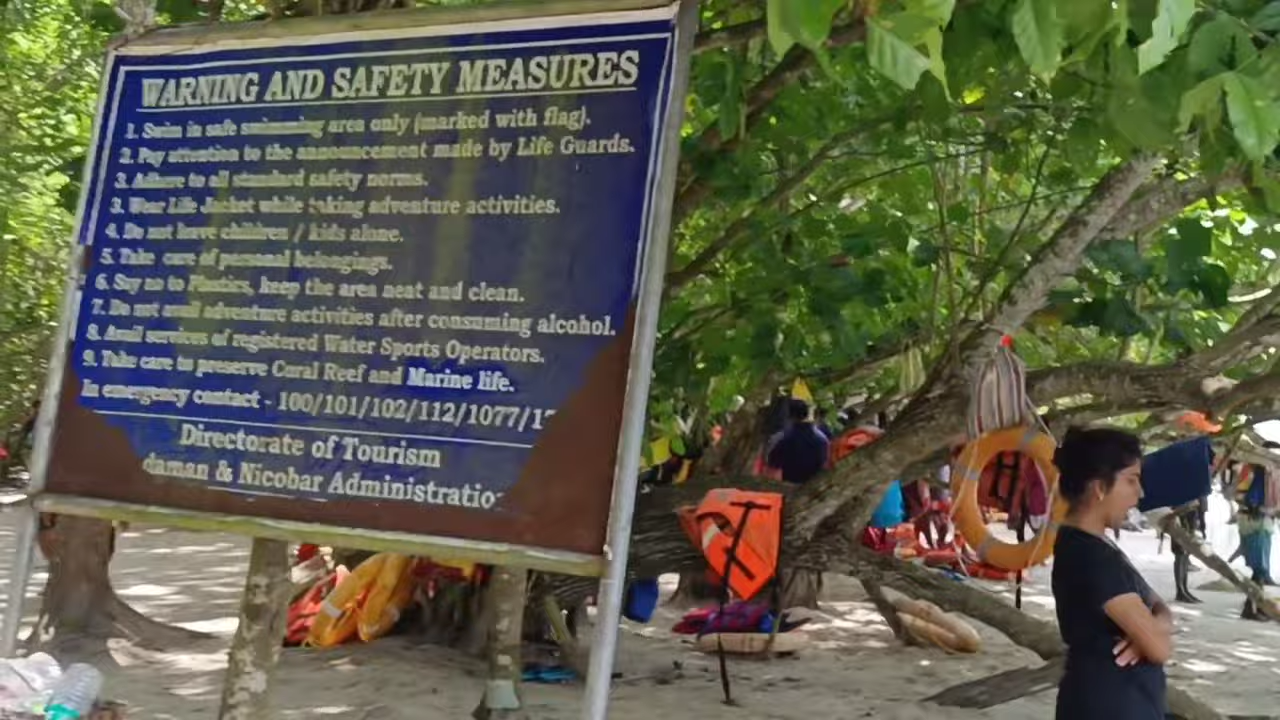 WARNING AND SAFETY MEASURES
1. Swim in safe swimming area only (marked with flag).
2. Pay attention to the announcement made by Life Guards.
3. Adhere to all standard safety norms.
3. Wear Life Jacket while taking adventure activities.
4. Do not have children / kids alone.
5. Take care of personal belongings.
6. Say no to Plastics, keep the area neat and clean.
7. Do not avail adventure activities after consuming alcohol.
8. Avail services of registered Water Sports Operators.
9. Take care to preserve Coral Reef and Marine life.
In emergency contact - 100/101/102/112/1077/1
Directorate of Tourism
daman & Nicobar Administratio